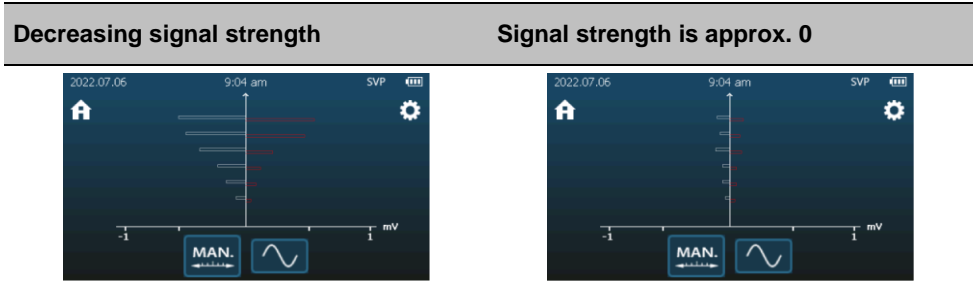 Decreasing signal strength
Signal strength is approx. 0
2022.07.06 9:04 am SVP
mV
-1 1
MAN.
2022.07.06 9:04 am SVP
mV
-1 1
MAN.